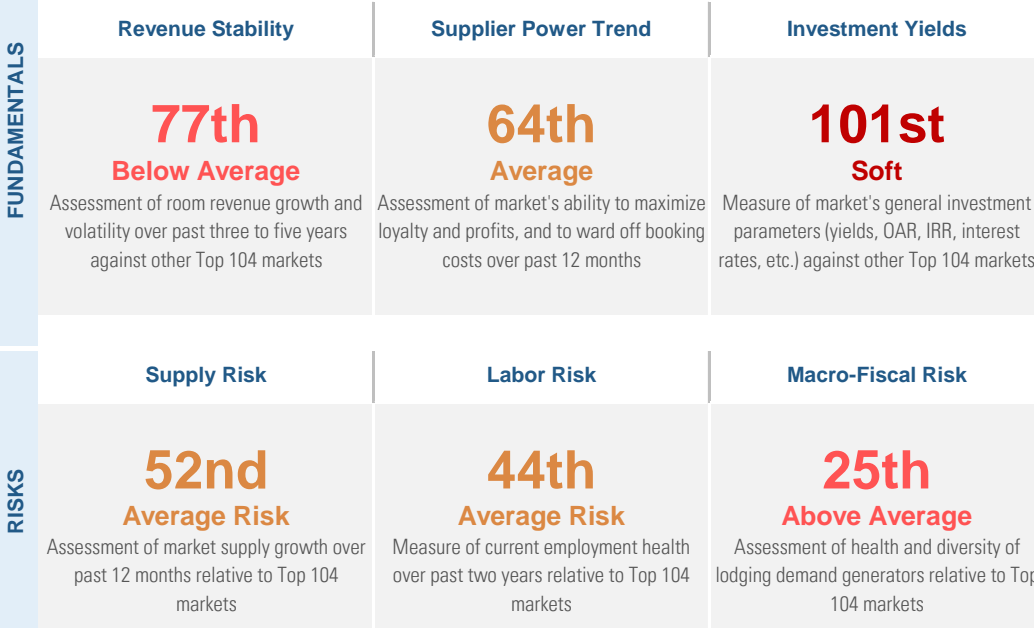 FUNDAMENTALS
Revenue Stability
Supplier Power Trend
Investment Yields
77th
Below Average
Assessment of room revenue growth and
volatility over past three to five years
against other Top 104 markets
64th
Average
Assessment of market's ability to maximize
loyalty and profits, and to ward off booking
costs over past 12 months
101st
Soft
Measure of market's general investment
parameters (yields, OAR, IRR, interest
rates, etc.) against other Top 104 markets
RISKS
Supply Risk
Labor Risk
Macro-Fiscal Risk
52nd
Average Risk
Assessment of market supply growth over
past 12 months relative to Top 104
markets
44th
Average Risk
Measure of current employment health
over past two years relative to Top 104
markets
25th
Above Average
Assessment of health and diversity of
lodging demand generators relative to Top
104 markets